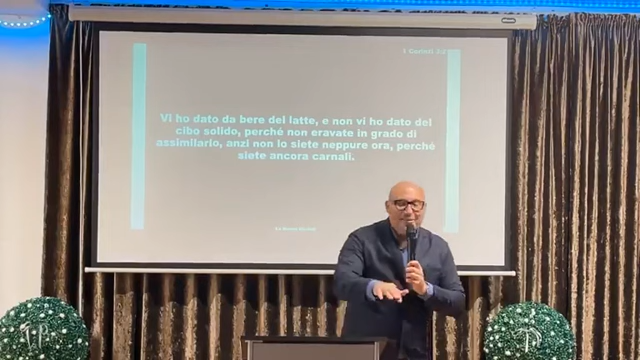 1 Corinti 3:2
Vi ho dato da bere del latte, e non vi ho dato del
cibo solido, perché non eravate in grado di
assimilarlo, anzi non lo siete neppure ora, perché
siete ancora carnali.